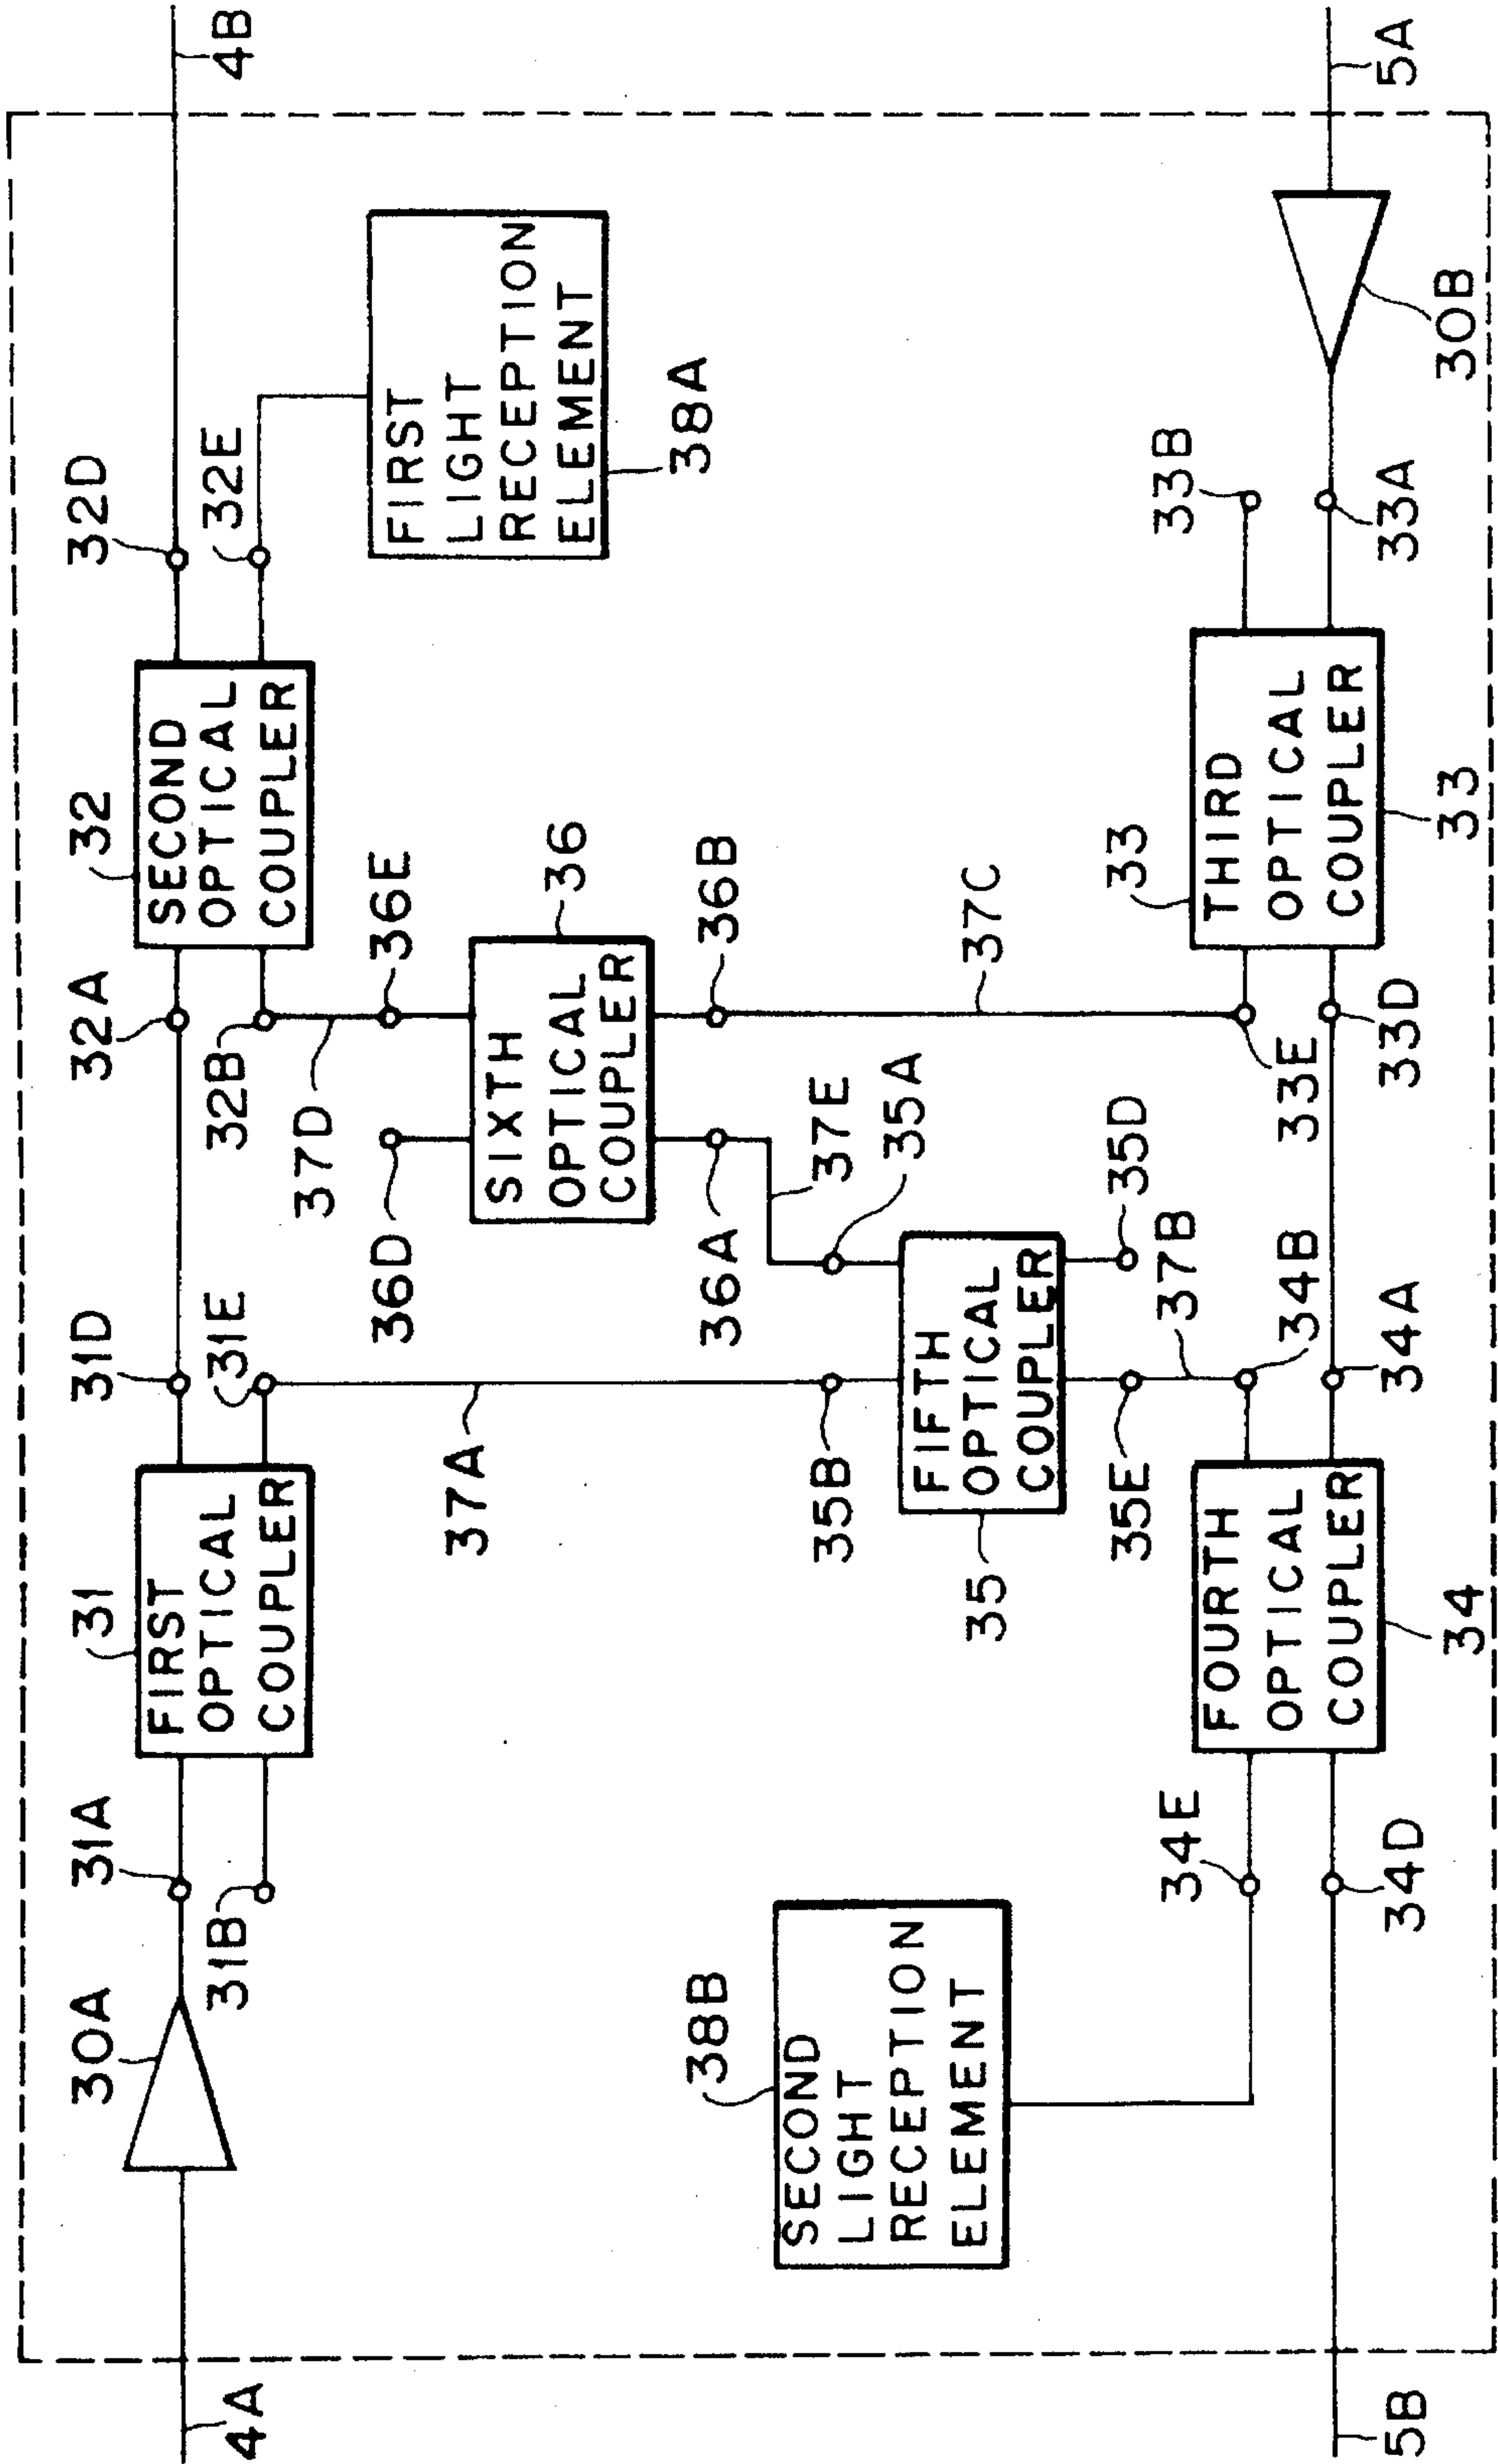 4A
30A
31A
31B
31
FIRST
OPTICAL
COUPLER
31D
31E
32A
32B
32
SECOND
OPTICAL
COUPLER
32D
32E
4B
FIRST
LIGHT
RECEPTION
ELEMENT
38A
37A
37D
36E
36D
36
SIXTH
OPTICAL
COUPLER
36A
36B
37E
37C
35A
35B
35
FIFTH
OPTICAL
COUPLER
35D
35E
37B
38B
SECOND
LIGHT
RECEPTION
ELEMENT
34E
34D
FOURTH
OPTICAL
COUPLER
34
34B
34A
33E
33D
33
THIRD
OPTICAL
COUPLER
33
33B
33A
30B
5A
5B